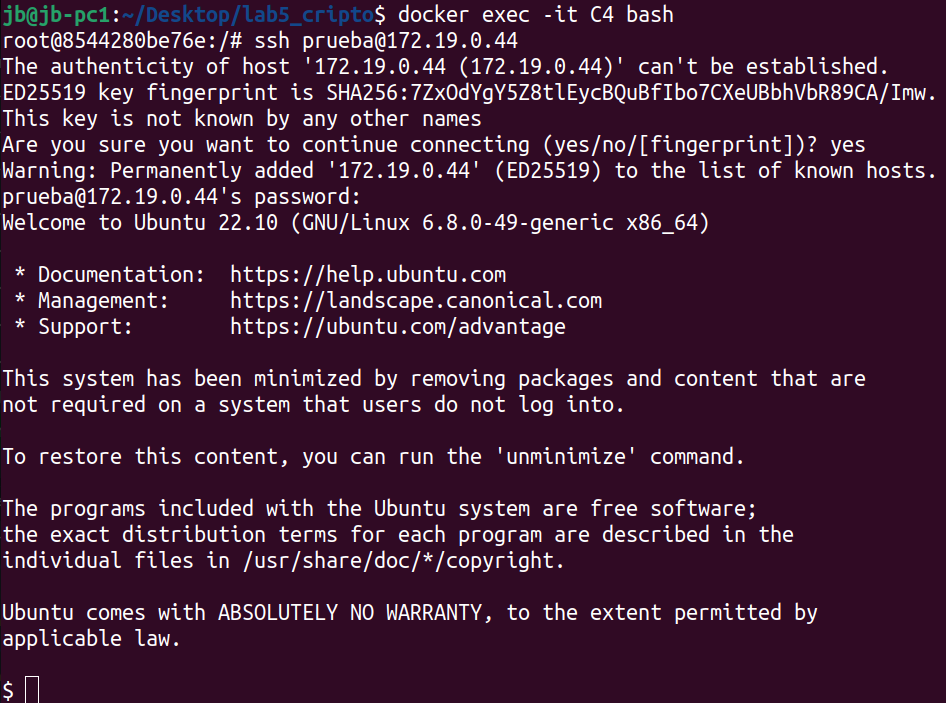 jb@jb-pc1:~/Desktop/lab5_cripto$ docker exec -it C4 bash
root@8544280be76e:/# ssh prueba@172.19.0.44
The authenticity of host '172.19.0.44 (172.19.0.44)' can't be established.
ED25519 key fingerprint is SHA256:7ZxOdYgY5Z8tlEycBQuBfIbo7CXeUBbhVbR89CA/Imw.
This key is not known by any other names
Are you sure you want to continue connecting (yes/no/[fingerprint])? yes
Warning: Permanently added '172.19.0.44' (ED25519) to the list of known hosts.
prueba@172.19.0.44's password:
Welcome to Ubuntu 22.10 (GNU/Linux 6.8.0-49-generic x86_64)

 * Documentation:  https://help.ubuntu.com
 * Management:     https://landscape.canonical.com
 * Support:        https://ubuntu.com/advantage

This system has been minimized by removing packages and content that are
not required on a system that users do not log into.

To restore this content, you can run the 'unminimize' command.

The programs included with the Ubuntu system are free software;
the exact distribution terms for each program are described in the
individual files in /usr/share/doc/*/copyright.

Ubuntu comes with ABSOLUTELY NO WARRANTY, to the extent permitted by
applicable law.

$